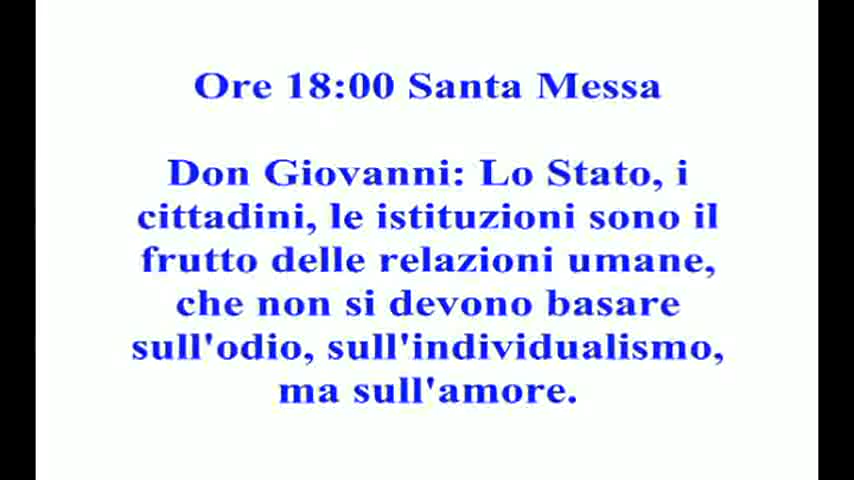 Ore 18:00 Santa Messa
Don Giovanni: Lo Stato, i
cittadini, le istituzioni sono il
frutto delle relazioni umane,
che non si devono basare
sull'odio, sull'individualismo,
ma sull'amore.